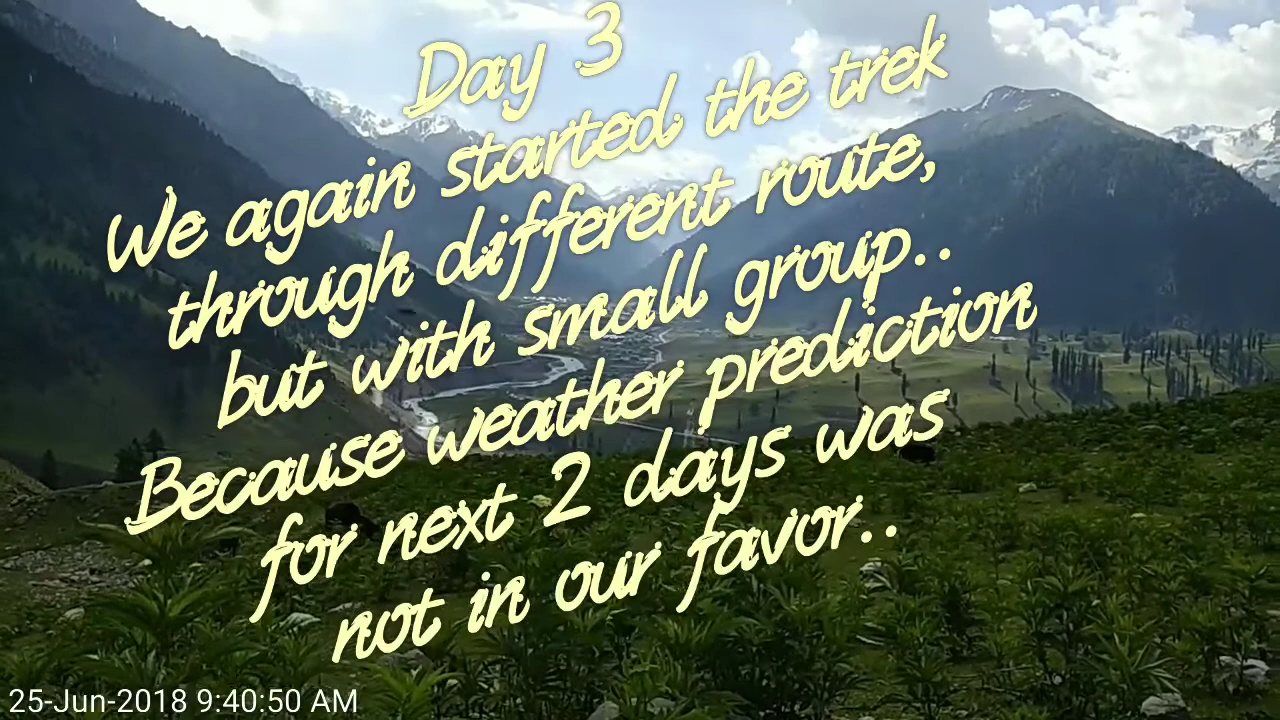 Day 3
We again started the trek
through different route,
but with small group..
Because weather prediction
for next 2 days was
not in our favor..
25-Jun-2018 9:40:50 AM